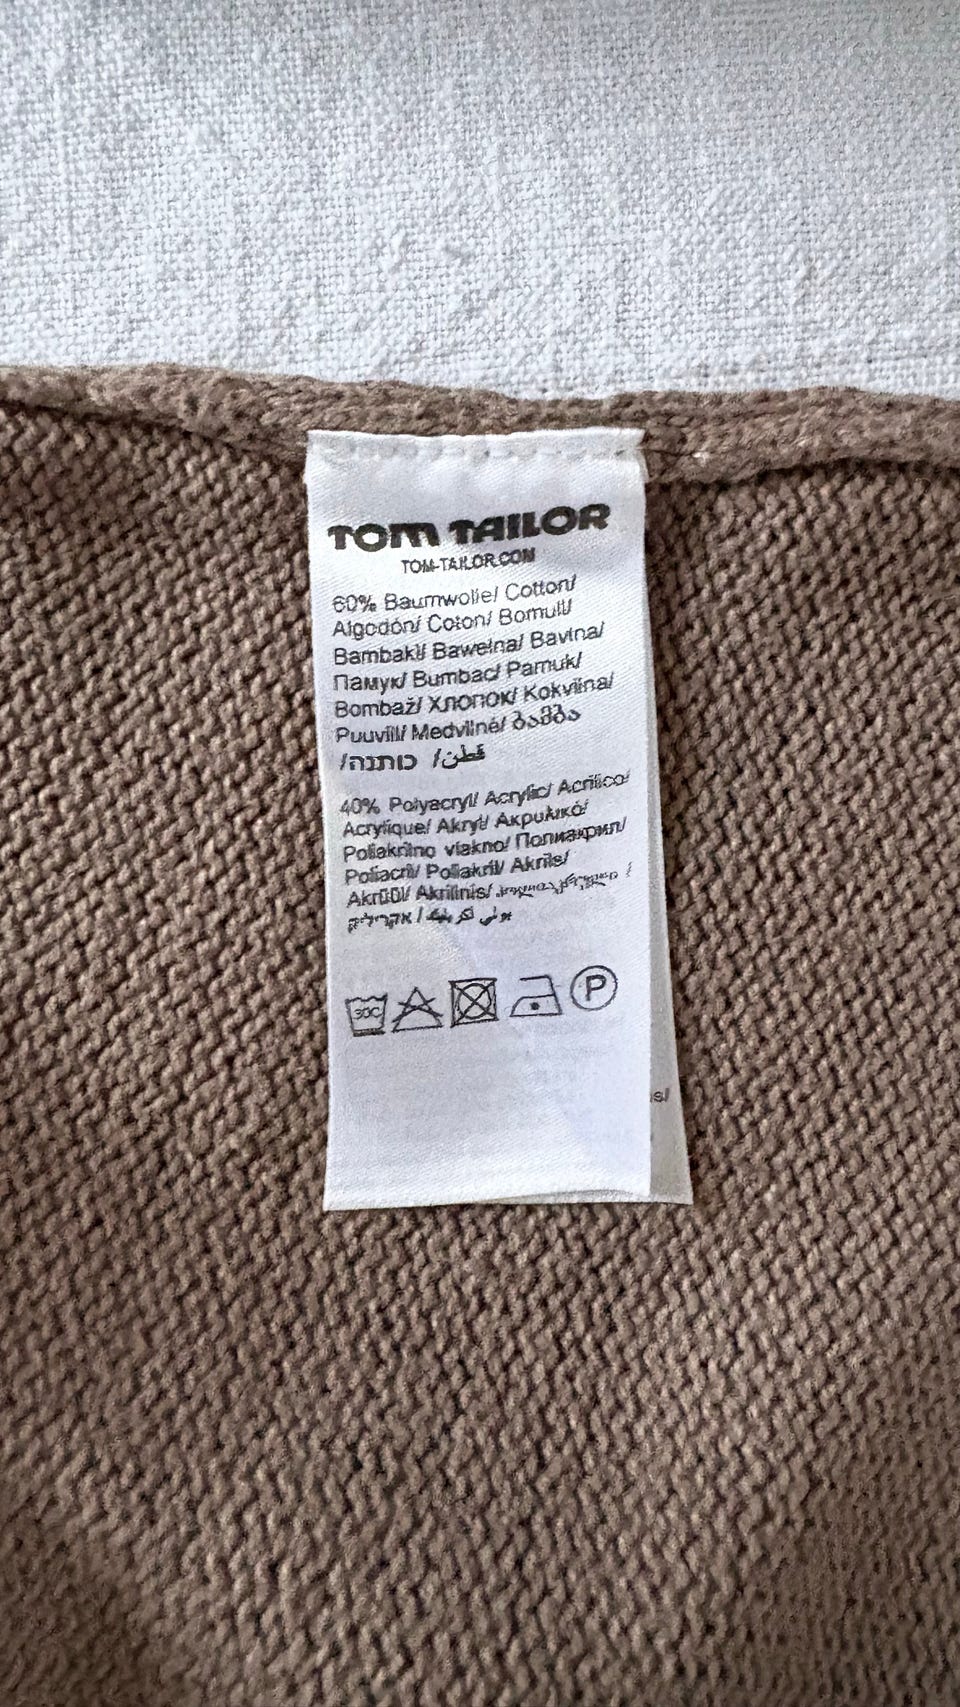 TOM TAILOR
TOM-TAILOR.COM
60% Baumwolle/ Cotton/
Algodón/ Coton/ Bomull/
Bambaki/ Bawełna/ Bavlna/
Памук/ Bumbac/ Pamuk/
Bombaž/ Хлопок/ Kokvilna/
Puuvill/ Medvilnė/ ბამბა
/כותנה /قطن
40% Polyacryl/ Acrylic/ Acrílico/
Acrylique/ Akryl/ Ακρυλικό/
Poliakrilno vlakno/ Полиакрил/
Poliacril/ Poliakril/ Akrils/
Akrüül/ Akrilinis/
אקריליק /
30C
P
s/